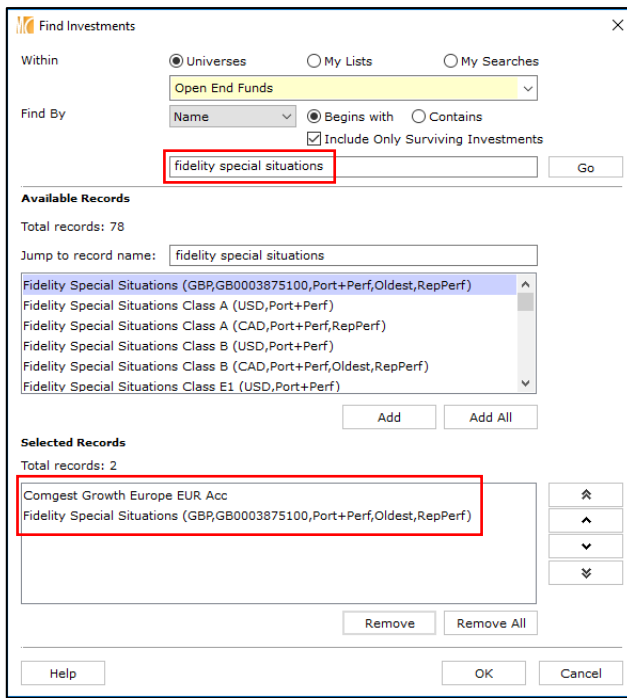 Find Investments
Within Universes My Lists My Searches
Open End Funds
Find By Name Begins with Contains
Include Only Surviving Investments
fidelity special situations Go
Available Records
Total records: 78
Jump to record name: fidelity special situations
Fidelity Special Situations (GBP,GB0003875100,Port+Perf,Oldest,RepPerf)
Fidelity Special Situations Class A (USD,Port+Perf)
Fidelity Special Situations Class A (CAD,Port+Perf,RepPerf)
Fidelity Special Situations Class B (USD,Port+Perf)
Fidelity Special Situations Class B (CAD,Port+Perf,Oldest,RepPerf)
Fidelity Special Situations Class E1 (USD,Port+Perf)
Add Add All
Selected Records
Total records: 2
Comgest Growth Europe EUR Acc
Fidelity Special Situations (GBP,GB0003875100,Port+Perf,Oldest,RepPerf)
Remove Remove All
Help OK Cancel